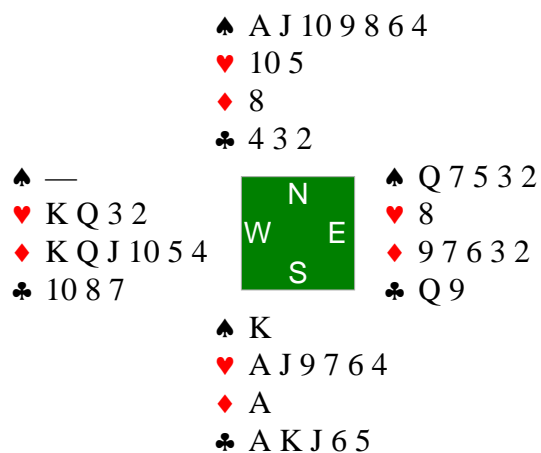 ♠ A J 10 9 8 6 4
♥ 10 5
♦ 8
♣ 4 3 2
♠ —
♥ K Q 3 2
♦ K Q J 10 5 4
♣ 10 8 7
N
W E
S
♠ Q 7 5 3 2
♥ 8
♦ 9 7 6 3 2
♣ Q 9
♠ K
♥ A J 9 7 6 4
♦ A
♣ A K J 6 5